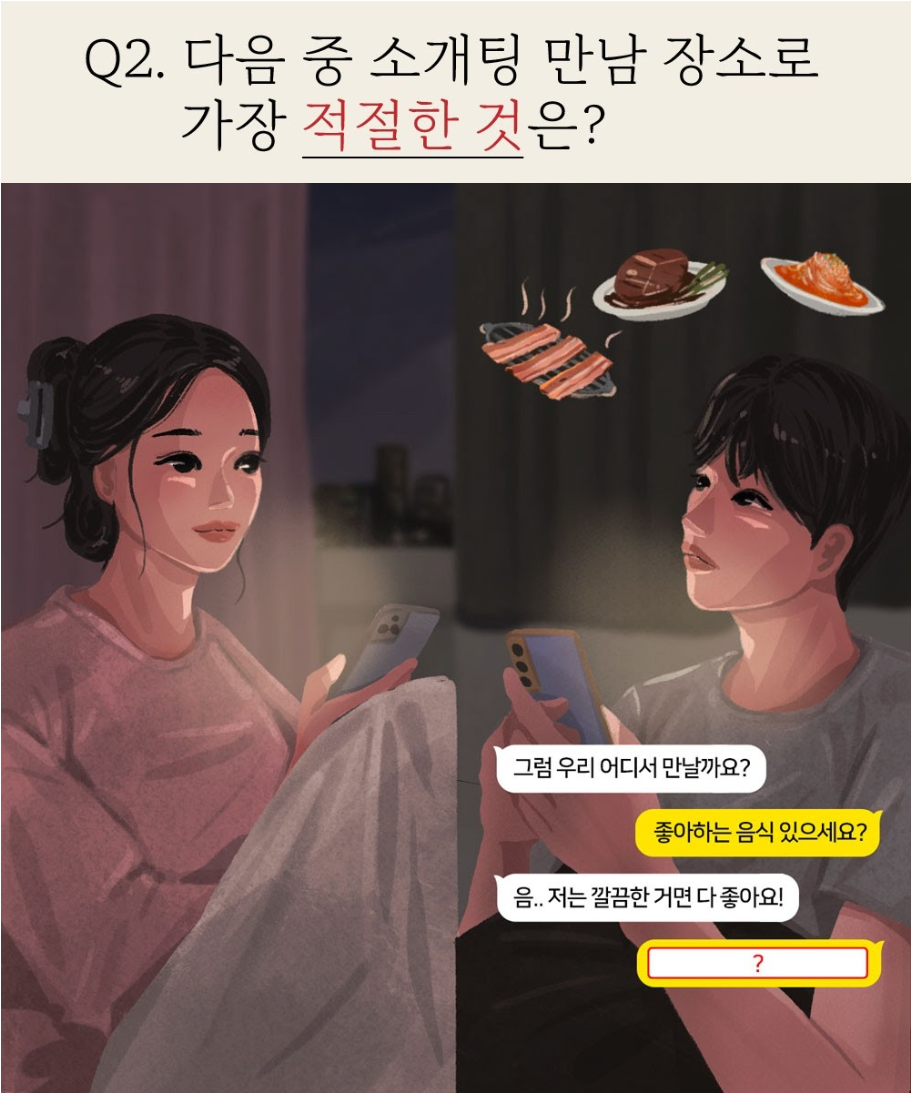 Q2. 다음 중 소개팅 만남 장소로
가장 적절한 것은?
그럼 우리 어디서 만날까요?
좋아하는 음식 있으세요?
음.. 저는 깔끔한 거면 다 좋아요!
?